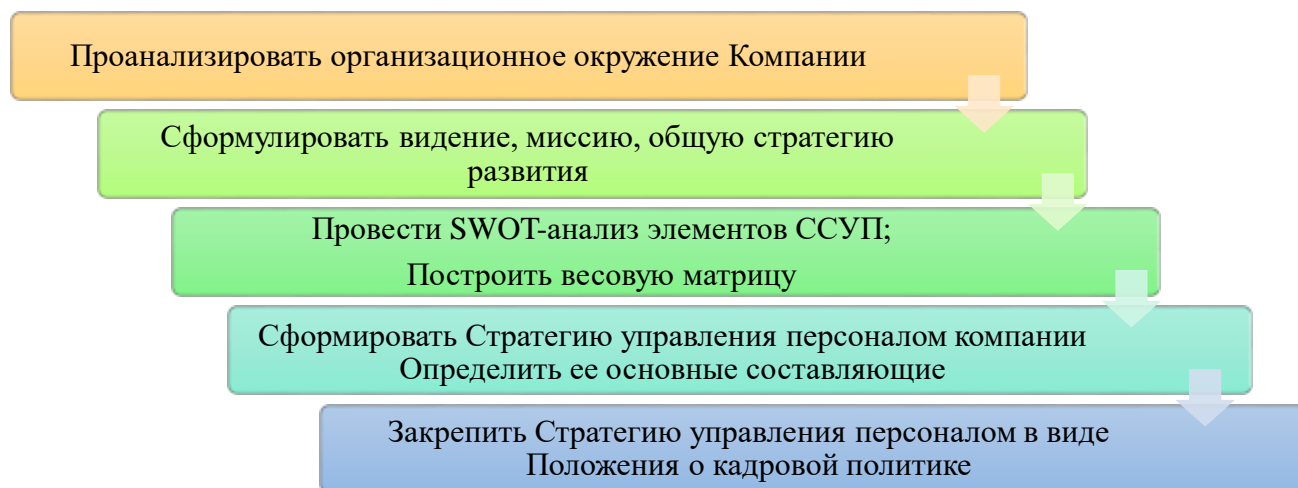 Проанализировать организационное окружение Компании
Сформулировать видение, миссию, общую стратегию
развития
Провести SWOT-анализ элементов ССУП;
Построить весовую матрицу
Сформировать Стратегию управления персоналом компании
Определить ее основные составляющие
Закрепить Стратегию управления персоналом в виде
Положения о кадровой политике